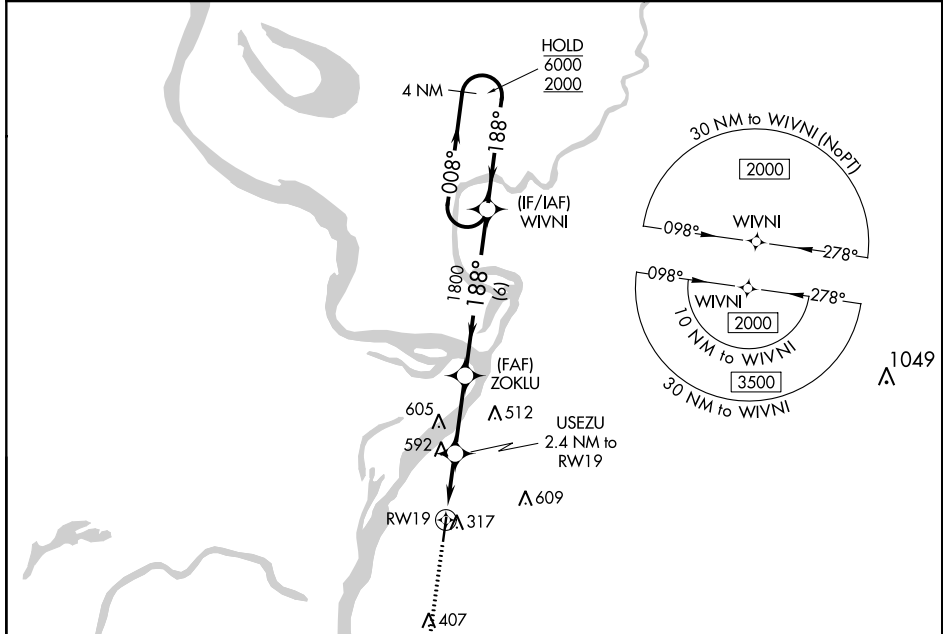 HOLD
6000
2000
4 NM
188°
008°
(IF/IAF)
WIVNI
1800
188°
(6)
(FAF)
ZOKLU
605
512
592
USEZU
2.4 NM to
RW19
609
RW19
317
407
30 NM to WIVNI (NoPT)
2000
WIVNI
098°
278°
098°
278°
WIVNI
2000
10 NM to WIVNI
3500
30 NM to WIVNI
1049